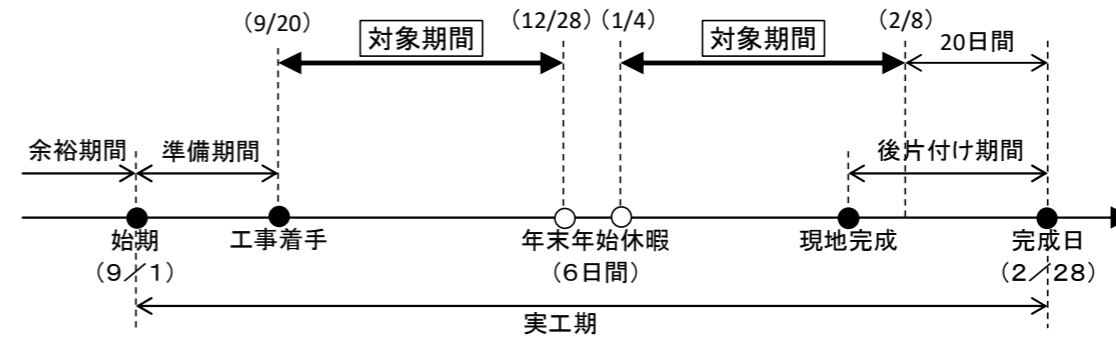 (9/20)
対象期間
(12/28)
(1/4)
対象期間
(2/8)
20日間
余裕期間
準備期間
後片付け期間
始期
(9／1)
工事着手
年末年始休暇
(6日間)
現地完成
完成日
(2／28)
実工期